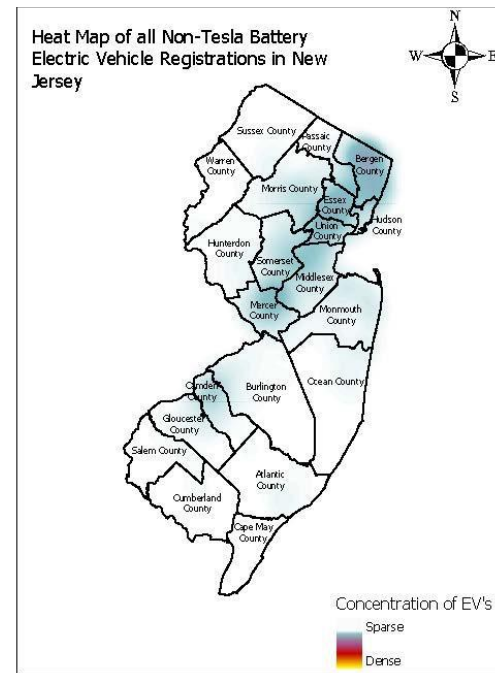 Heat Map of all Non-Tesla Battery
Electric Vehicle Registrations in New
Jersey
N
W
E
S
Sussex County
Passaic
County
Bergen
County
Warren
County
Morris County
Essex
County
Hudson
County
Union
County
Hunterdon
County
Somerset
County
Middlesex
County
Mercer
County
Monmouth
County
Ocean County
Burlington
County
Camden
County
Gloucester
County
Salem County
Atlantic
County
Cumberland
County
Cape May
County
Concentration of EV's
Sparse
Dense